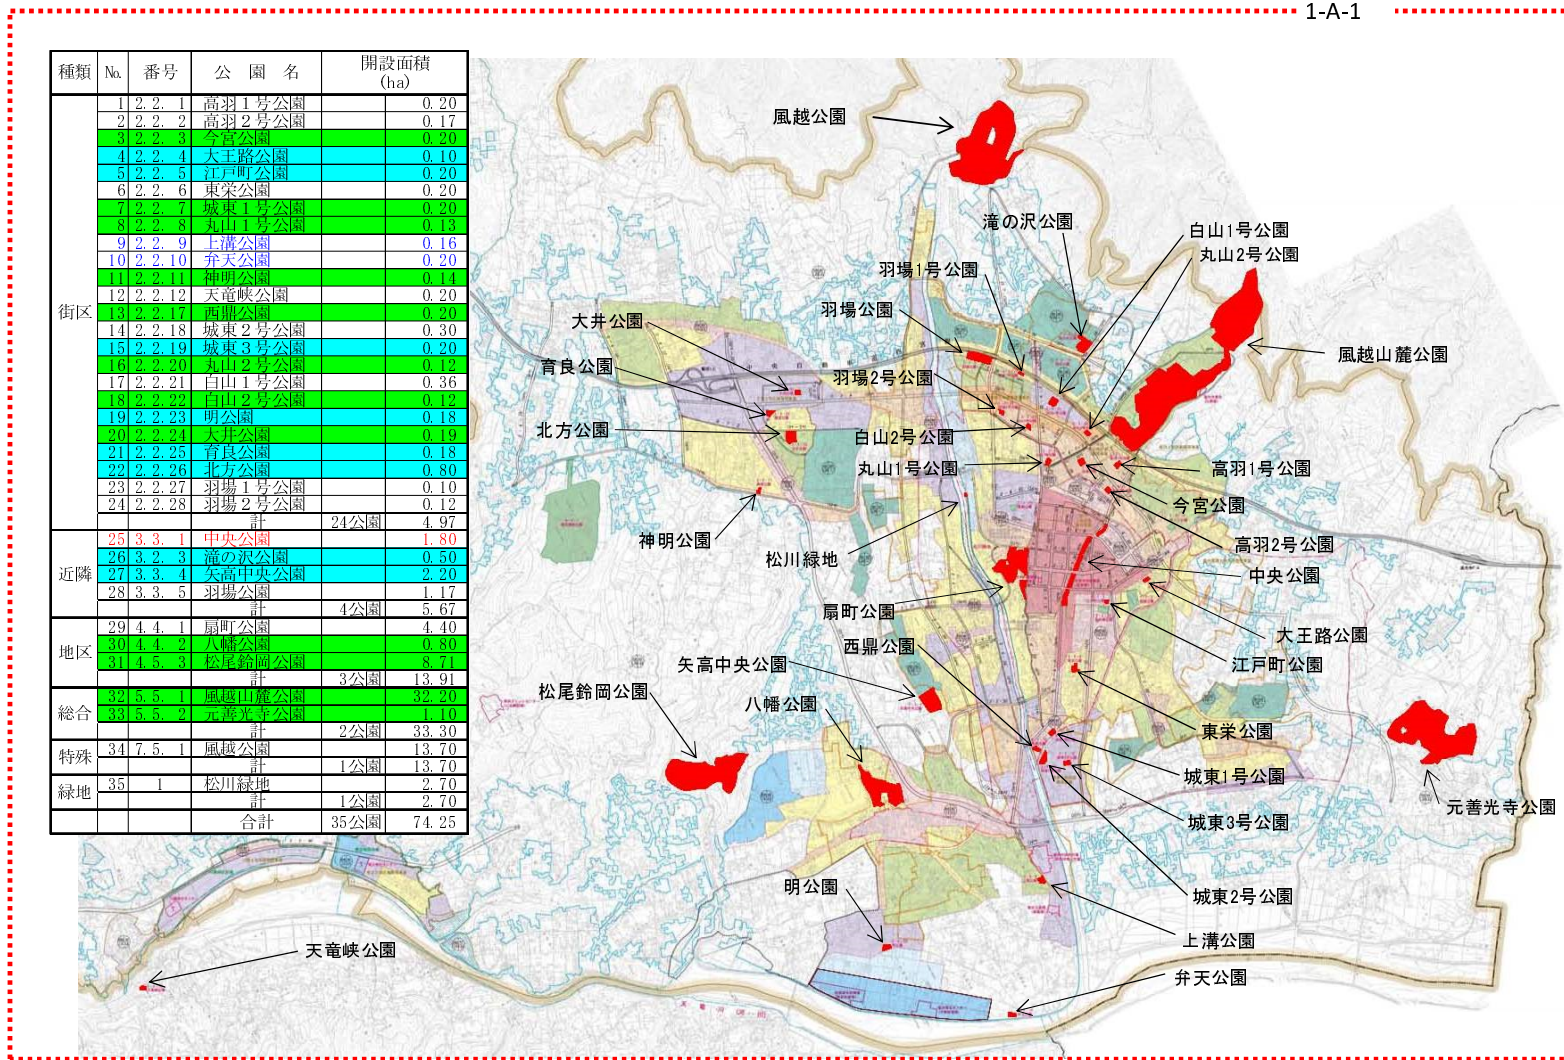 1-A-1
種類 No. 番号 公 園 名 開設面積
(ha)
街区
1 2.2. 1 高羽1号公園 0.20
2 2.2. 2 高羽2号公園 0.17
3 2.2. 3 今宮公園 0.20
4 2.2. 4 大王路公園 0.10
5 2.2. 5 江戸町公園 0.20
6 2.2. 6 東栄公園 0.20
7 2.2. 7 城東1号公園 0.20
8 2.2. 8 丸山1号公園 0.13
9 2.2. 9 上溝公園 0.16
10 2.2.10 弁天公園 0.20
11 2.2.11 神明公園 0.14
12 2.2.12 天竜峡公園 0.20
13 2.2.17 西鼎公園 0.20
14 2.2.18 城東2号公園 0.30
15 2.2.19 城東3号公園 0.20
16 2.2.20 丸山2号公園 0.12
17 2.2.21 白山1号公園 0.36
18 2.2.22 白山2号公園 0.12
19 2.2.23 明公園 0.18
20 2.2.24 大井公園 0.19
21 2.2.25 育良公園 0.18
22 2.2.26 北方公園 0.80
23 2.2.27 羽場1号公園 0.10
24 2.2.28 羽場2号公園 0.12
計 24公園 4.97
近隣
25 3.3. 1 中央公園 1.80
26 3.2. 3 滝の沢公園 0.50
27 3.3. 4 矢高中央公園 2.20
28 3.3. 5 羽場公園 1.17
計 4公園 5.67
地区
29 4.4. 1 扇町公園 4.40
30 4.4. 2 八幡公園 0.80
31 4.5. 3 松尾鈴岡公園 8.71
計 3公園 13.91
総合
32 5.5. 1 風越山麓公園 32.20
33 5.5. 2 元善光寺公園 1.10
計 2公園 33.30
特殊
34 7.5. 1 風越公園 13.70
計 1公園 13.70
緑地
35 1 松川緑地 2.70
計 1公園 2.70
合計 35公園 74.25
風越公園
滝の沢公園
白山1号公園
丸山2号公園
羽場1号公園
羽場公園
大井公園
風越山麓公園
育良公園
羽場2号公園
北方公園
白山2号公園
丸山1号公園
高羽1号公園
今宮公園
神明公園
松川緑地
高羽2号公園
中央公園
扇町公園
大王路公園
西鼎公園
江戸町公園
矢高中央公園
松尾鈴岡公園
八幡公園
東栄公園
城東1号公園
元善光寺公園
城東3号公園
明公園
城東2号公園
上溝公園
天竜峡公園
弁天公園